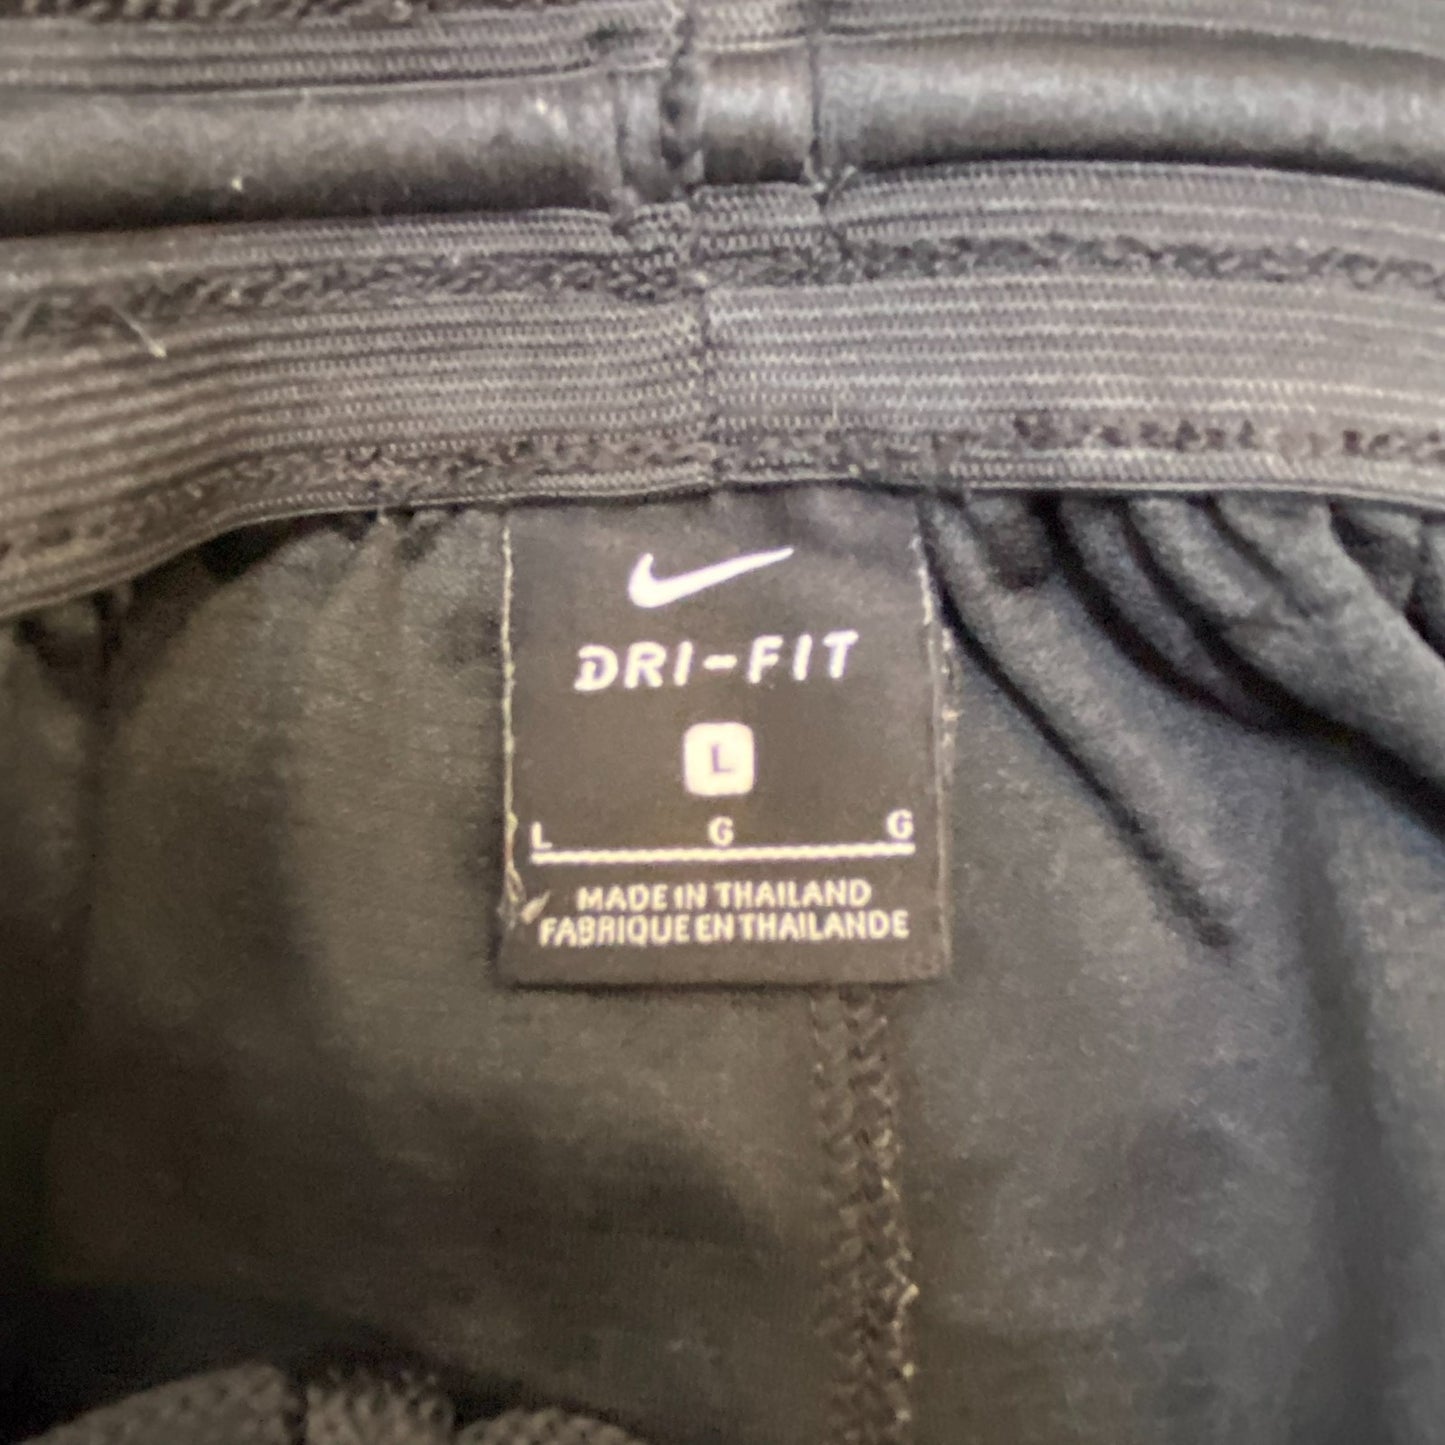 DRI-FIT
L
L G G
MADE IN THAILAND
FABRIQUE EN THAILANDE